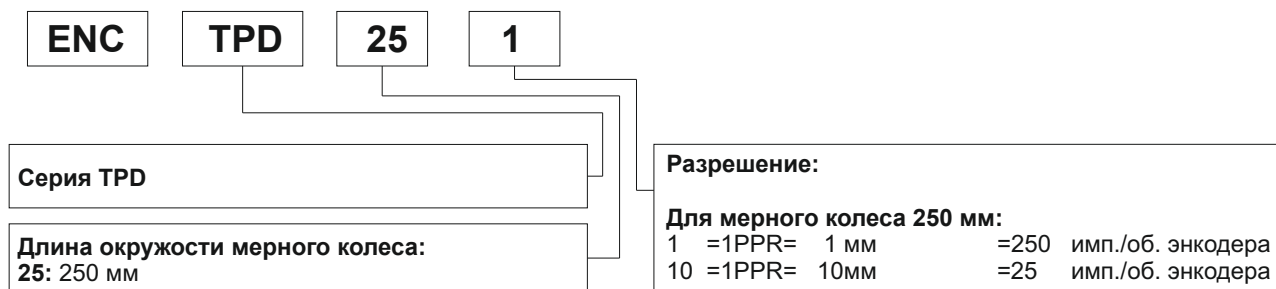 ENC TPD 25 1
Серия TPD
Длина окружости мерного колеса:
25: 250 мм
Разрешение:
Для мерного колеса 250 мм:
1 =1PPR= 1 мм =250 имп./об. энкодера
10 =1PPR= 10мм =25 имп./об. энкодера